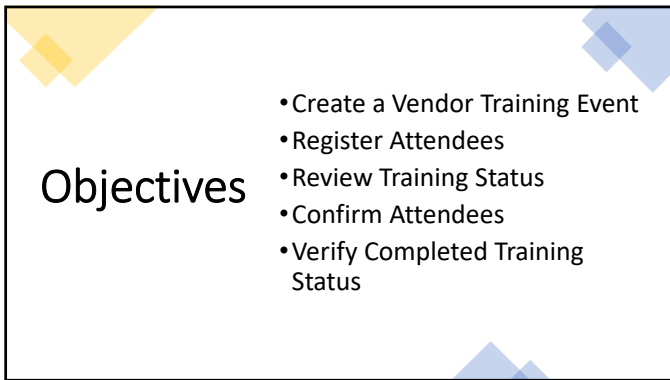 Objectives
•Create a Vendor Training Event
•Register Attendees
•Review Training Status
•Confirm Attendees
•Verify Completed Training
Status